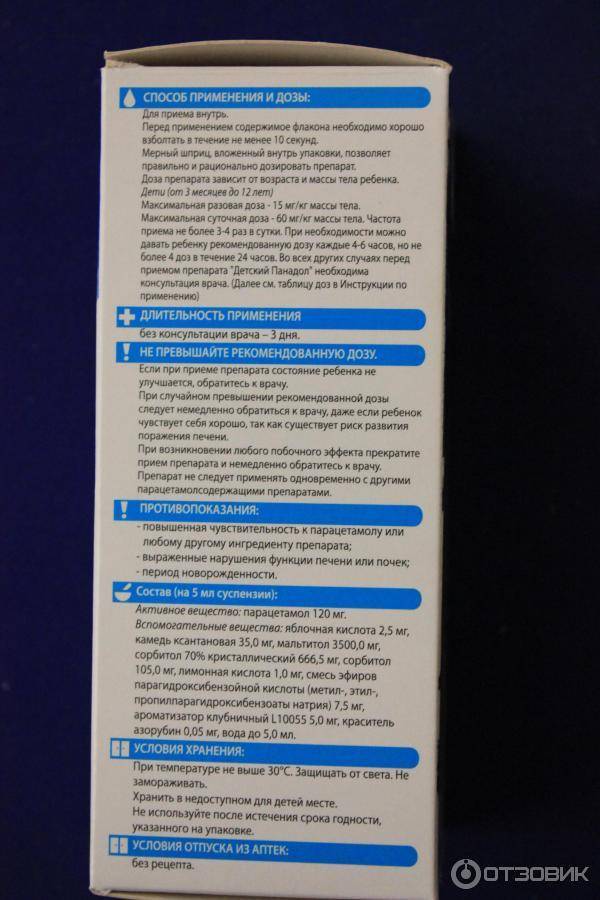 СПОСОБ ПРИМЕНЕНИЯ И ДОЗЫ:
Для приема внутрь.
Перед применением содержимое флакона необходимо хорошо
взболтать в течение не менее 10 секунд.
Мерный шприц, вложенный внутрь упаковки, позволяет
правильно и рационально дозировать препарат.
Доза препарата зависит от возраста и массы тела ребенка.
Дети (от 3 месяцев до 12 лет)
Максимальная разовая доза - 15 мг/кг массы тела.
Максимальная суточная доза - 60 мг/кг массы тела. Частота
приема не более 3-4 раз в сутки. При необходимости можно
давать ребенку рекомендованную дозу каждые 4-6 часов, но не
более 4 доз в течение 24 часов. Во всех других случаях перед
приемом препарата "Детский Панадол" необходима
консультация врача. (Далее см. таблицу доз в Инструкции по
применению)
ДЛИТЕЛЬНОСТЬ ПРИМЕНЕНИЯ
без консультации врача – 3 дня.
НЕ ПРЕВЫШАЙТЕ РЕКОМЕНДОВАННУЮ ДОЗУ.
Если при приеме препарата состояние ребенка не
улучшается, обратитесь к врачу.
При случайном превышении рекомендованной дозы
следует немедленно обратиться к врачу, даже если ребенок
чувствует себя хорошо, так как существует риск развития
поражения печени.
При возникновении любого побочного эффекта прекратите
прием препарата и немедленно обратитесь к врачу.
Препарат не следует применять одновременно с другими
парацетамолсодержащими препаратами.
ПРОТИВОПОКАЗАНИЯ:
- повышенная чувствительность к парацетамолу или
любому другому ингредиенту препарата;
- выраженные нарушения функции печени или почек;
- период новорожденности.
Состав (на 5 мл суспензии):
Активное вещество: парацетамол 120 мг.
Вспомогательные вещества: яблочная кислота 2,5 мг,
камедь ксантановая 35,0 мг, мальтитол 3500,0 мг,
сорбитол 70% кристаллический 666,5 мг, сорбитол
105,0 мг, лимонная кислота 1,0 мг, смесь эфиров
парагидроксибензойной кислоты (метил-, этил-,
пропилпарагидроксибензоаты натрия) 7,5 мг,
ароматизатор клубничный L10055 5,0 мг, краситель
азорубин 0,05 мг, вода до 5,0 мл.
УСЛОВИЯ ХРАНЕНИЯ:
При температуре не выше 30°С. Защищать от света. Не
замораживать.
Хранить в недоступном для детей месте.
Не используйте после истечения срока годности,
указанного на упаковке.
УСЛОВИЯ ОТПУСКА ИЗ АПТЕК:
без рецепта.
ОТЗОВИК